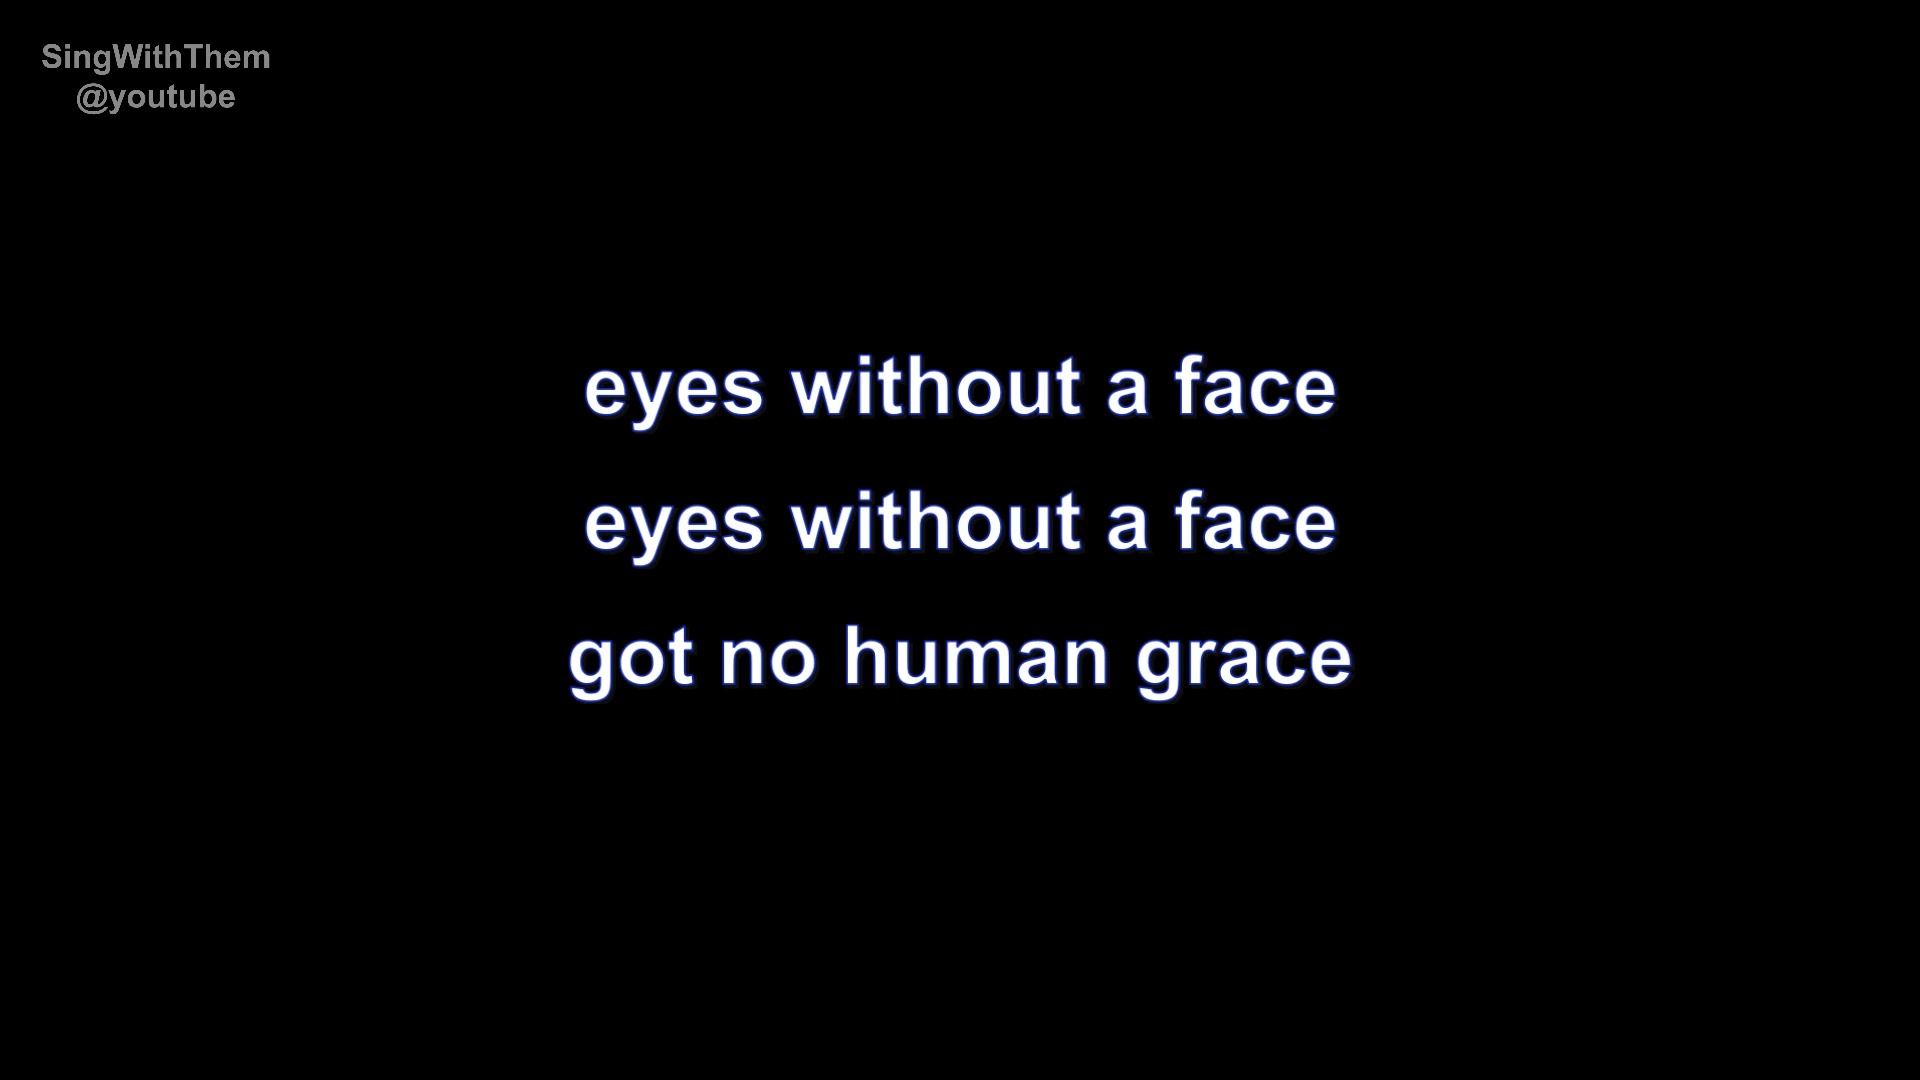 SingWithThem
@youtube
eyes without a face
eyes without a face
got no human grace